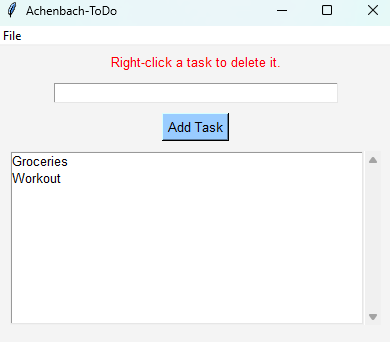 Achenbach-ToDo
File
Right-click a task to delete it.
Add Task
Groceries
Workout